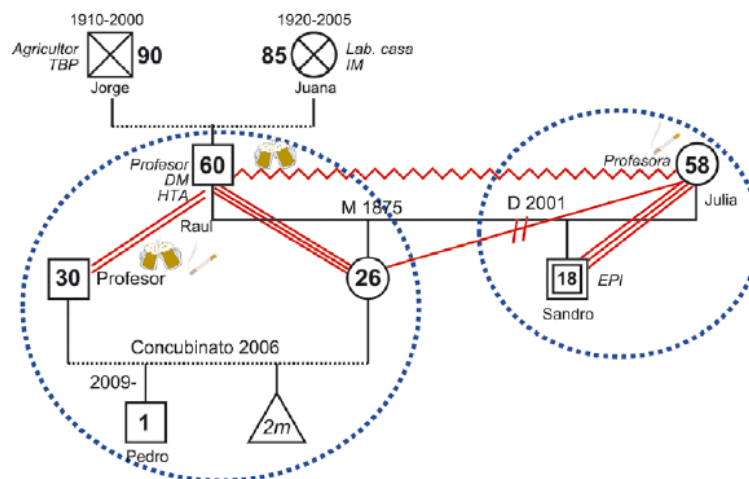 1910-2000
1920-2005
Agricultor
TBP
90
85
Lab. casa
IM
Jorge
Juana
Profesor
DM
HTA
60
Profesora
58
Raul
Julia
M 1875
D 2001
30
Profesor
26
18
EPI
Sandro
Concubinato 2006
2009-
1
2m
Pedro